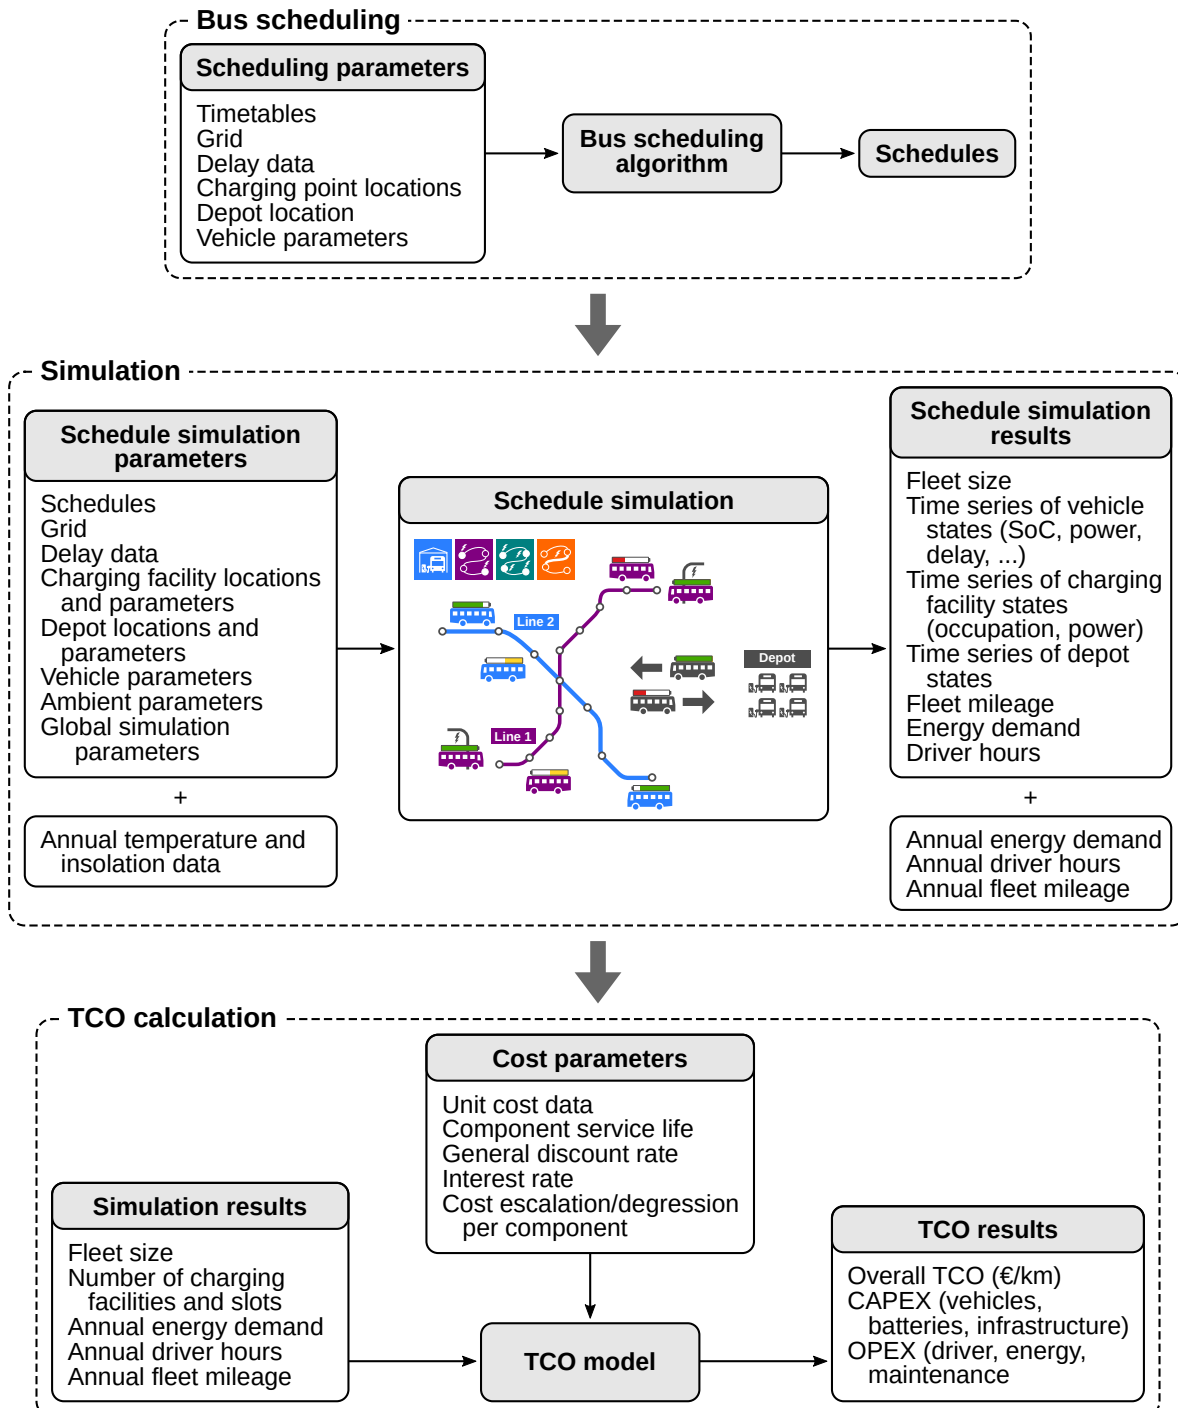 Bus scheduling
Scheduling parameters
Timetables
Grid
Delay data
Charging point locations
Depot location
Vehicle parameters
Bus scheduling
algorithm
Schedules
Simulation
Schedule simulation
parameters
Schedules
Grid
Delay data
Charging facility locations
and parameters
Depot locations and
parameters
Vehicle parameters
Ambient parameters
Global simulation
parameters
+
Annual temperature and
insolation data
Schedule simulation
Line 2
Line 1
Depot
Schedule simulation
results
Fleet size
Time series of vehicle
states (SoC, power,
delay, ...)
Time series of charging
facility states
(occupation, power)
Time series of depot
states
Fleet mileage
Energy demand
Driver hours
+
Annual energy demand
Annual driver hours
Annual fleet mileage
TCO calculation
Cost parameters
Unit cost data
Component service life
General discount rate
Interest rate
Cost escalation/degression
per component
Simulation results
Fleet size
Number of charging
facilities and slots
Annual energy demand
Annual driver hours
Annual fleet mileage
TCO model
TCO results
Overall TCO (€/km)
CAPEX (vehicles,
batteries, infrastructure)
OPEX (driver, energy,
maintenance